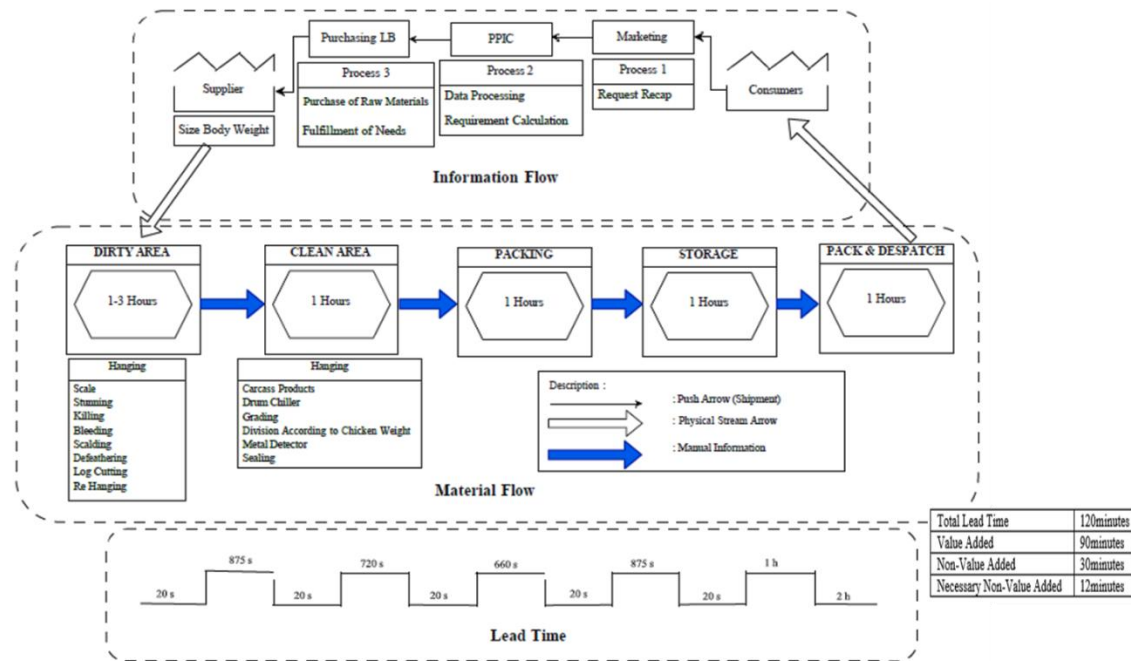 Purchasing LB
PPIC
Marketing
Supplier
Size Body Weight
Process 3
Purchase of Raw Materials
Fulfillment of Needs
Process 2
Data Processing
Requirement Calculation
Process 1
Request Recap
Consumers
Information Flow
DIRTY AREA
1-3 Hours
CLEAN AREA
1 Hours
PACKING
1 Hours
STORAGE
1 Hours
PACK & DESPATCH
1 Hours
Hanging
Scale
Stunning
Killing
Bleeding
Scalding
Defeathering
Log Cutting
Re Hanging
Hanging
Carcass Products
Drum Chiller
Grading
Division According to Chicken Weight
Metal Detector
Sealing
Description :
: Push Arrow (Shipment)
: Physical Stream Arrow
: Manual Information
Material Flow
Total Lead Time 120minutes
Value Added 90minutes
Non-Value Added 30minutes
Necessary Non-Value Added 12minutes
875 s 720 s 660 s 875 s 1 h
20 s 20 s 20 s 20 s 20 s 2 h
Lead Time